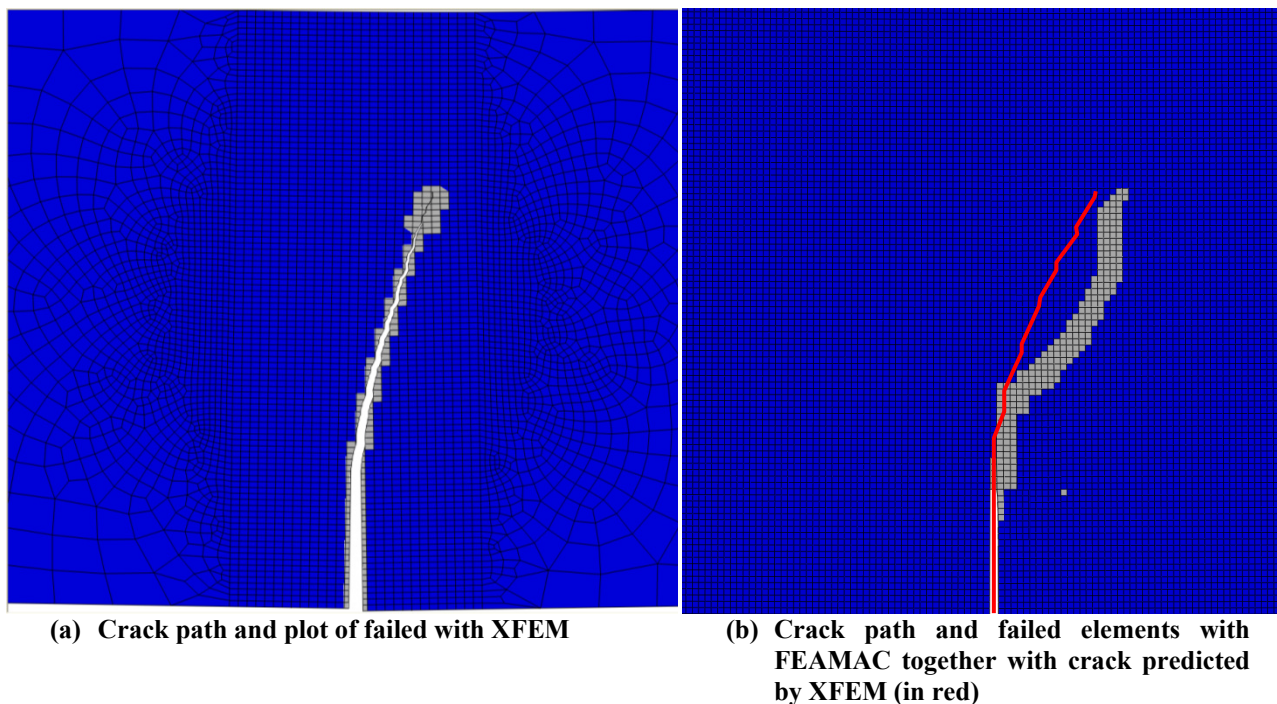 (a) Crack path and plot of failed with XFEM
(b) Crack path and failed elements with
FEAMAC together with crack predicted
by XFEM (in red)